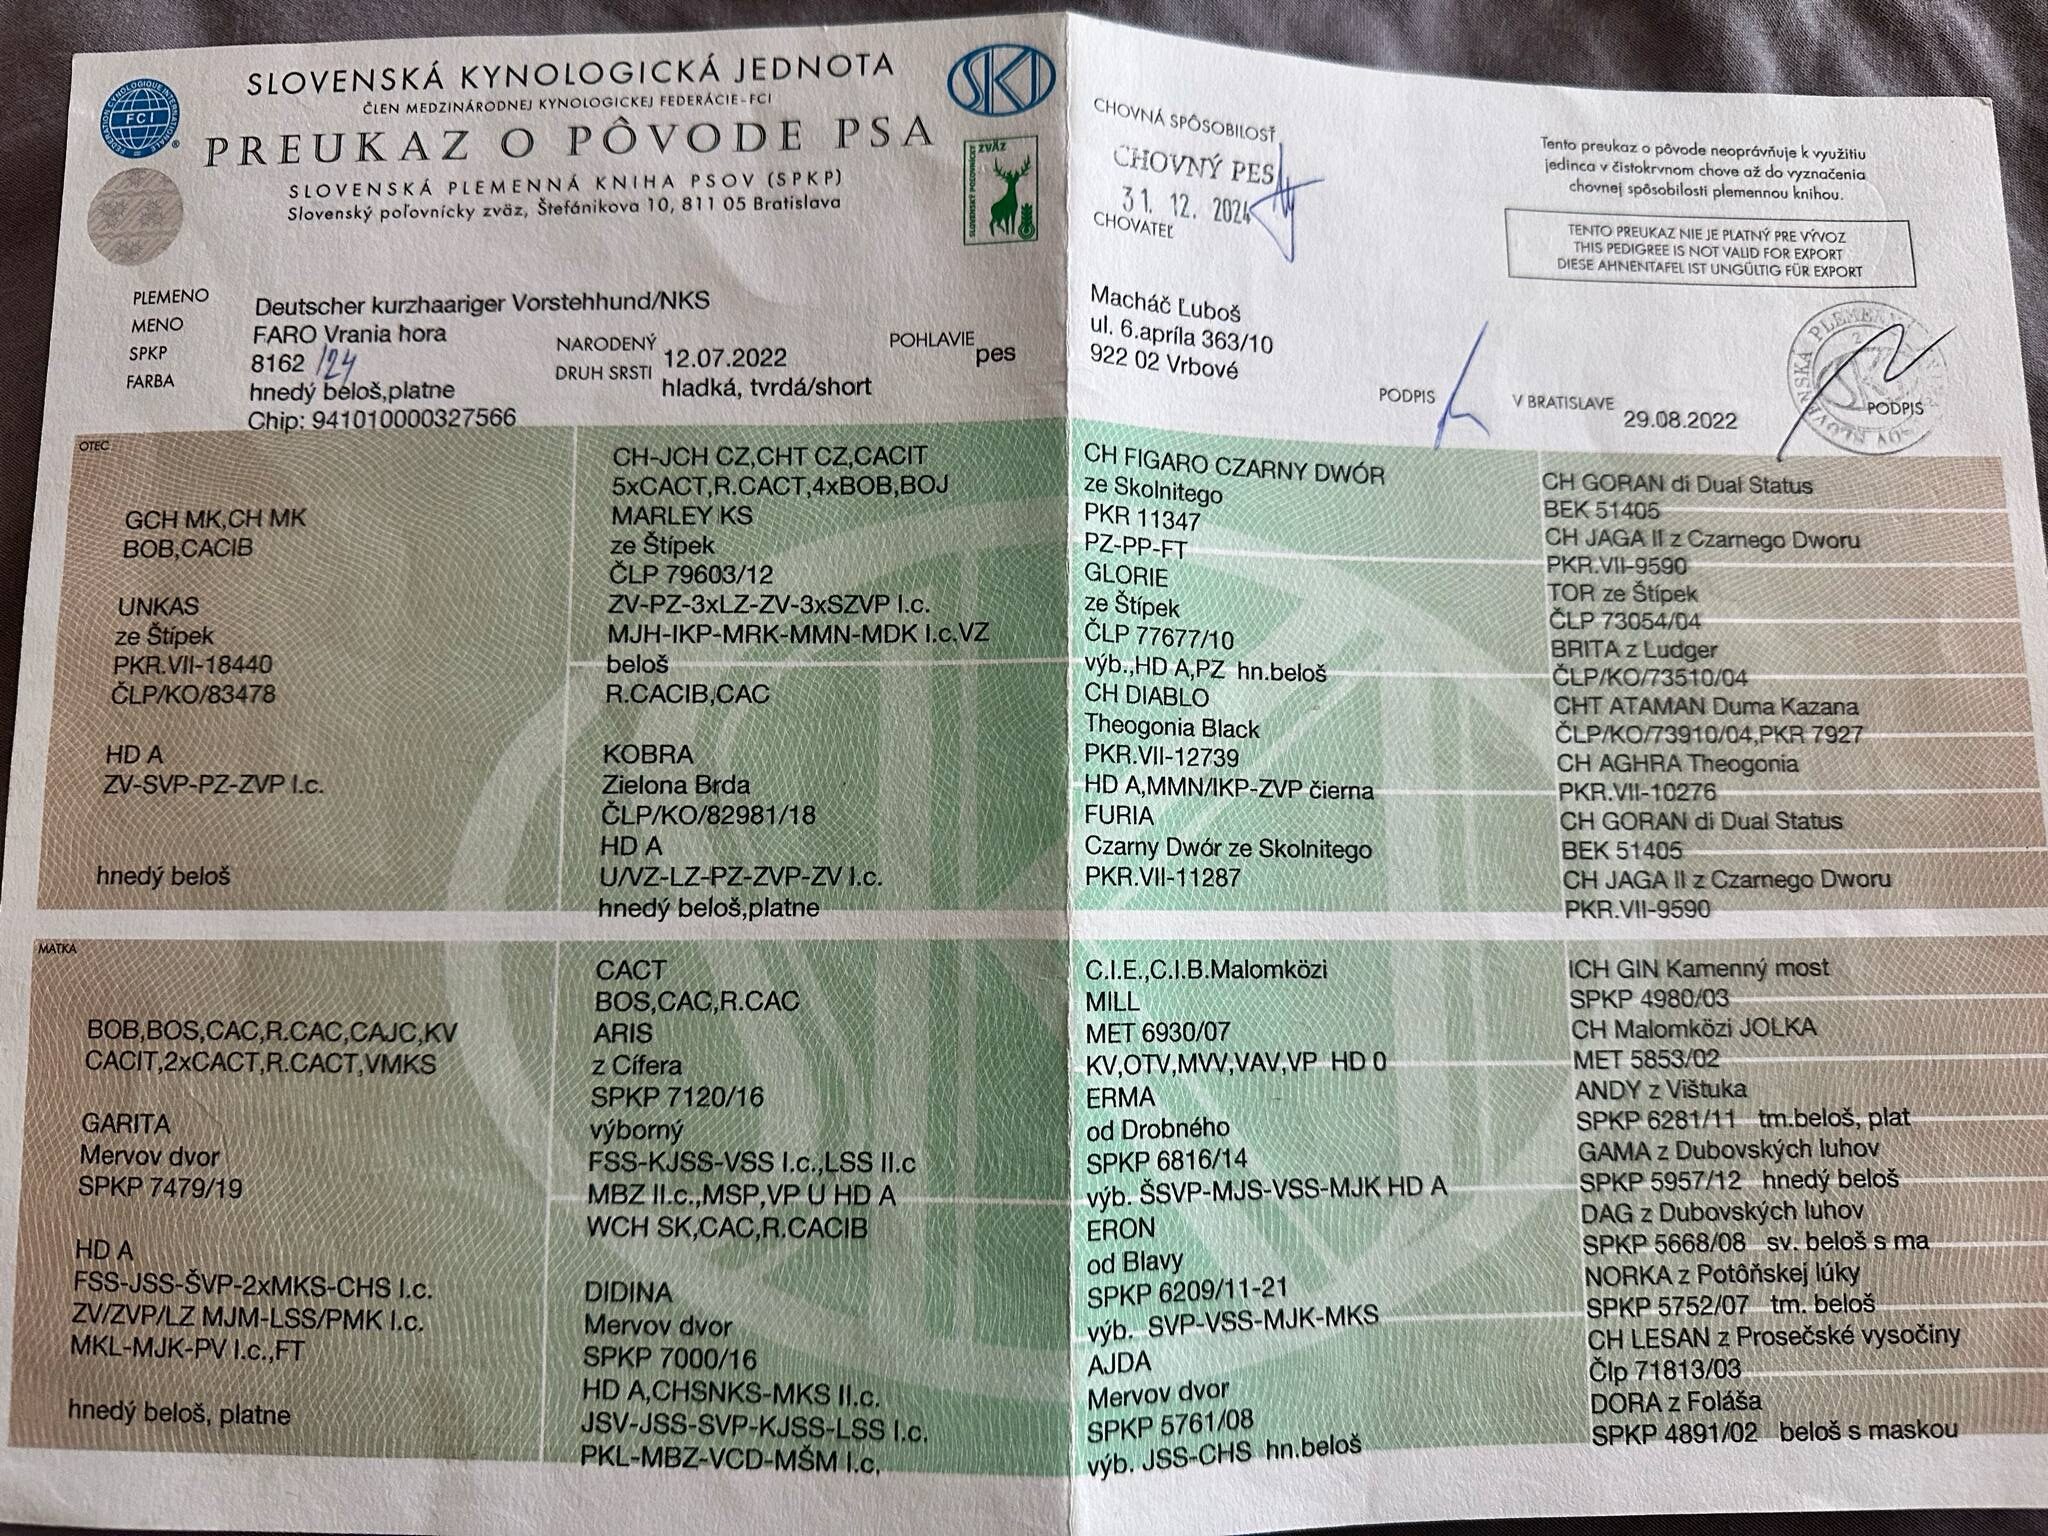 SLOVENSKÁ KYNOLOGICKÁ JEDNOTA
ČLEN MEDZINÁRODNEJ KYNOLOGICKEJ FEDERÁCIE-FCI
PREUKAZ O PÔVODE PSA
SLOVENSKÁ PLEMENNÁ KNIHA PSOV (SPKP)
Slovenský poľovnícky zväz, Štefánikova 10, 811 05 Bratislava
FCI
SKJ
SLOVENSKÝ POĽOVNÍCKY ZVÄZ
PLEMENO Deutscher kurzhaariger Vorstehhund/NKS
MENO FARO Vrania hora
SPKP 8162 /24
FARBA hnedý beloš,platne
Chip: 941010000327566
NARODENÝ 12.07.2022
DRUH SRSTI hladká, tvrdá/short
POHLAVIE pes
CHOVNÁ SPÔSOBILOSŤ
CHOVNÝ PES
31. 12. 2024
CHOVATEĽ
Macháč Ľuboš
ul. 6.apríla 363/10
922 02 Vrbové
Tento preukaz o pôvode neoprávňuje k využitiu
jedinca v čistokrvnom chove až do vyznačenia
chovnej spôsobilosti plemennou knihou.
TENTO PREUKAZ NIE JE PLATNÝ PRE VÝVOZ
THIS PEDIGREE IS NOT VALID FOR EXPORT
DIESE AHNENTAFEL IST UNGÜLTIG FÜR EXPORT
PODPIS
V BRATISLAVE 29.08.2022
PODPIS
OTEC
GCH MK,CH MK
BOB,CACIB
UNKAS
ze Štípek
PKR.VII-18440
ČLP/KO/83478
HD A
ZV-SVP-PZ-ZVP I.c.
hnedý beloš
CH-JCH CZ,CHT CZ,CACIT
5xCACT,R.CACT,4xBOB,BOJ
MARLEY KS
ze Štípek
ČLP 79603/12
ZV-PZ-3xLZ-ZV-3xSZVP I.c.
MJH-IKP-MRK-MMN-MDK I.c,VZ
beloš
R.CACIB,CAC
KOBRA
Zielona Brda
ČLP/KO/82981/18
HD A
U/VZ-LZ-PZ-ZVP-ZV I.c.
hnedý beloš,platne
CH FIGARO CZARNY DWÓR
ze Skolnitego
PKR 11347
PZ-PP-FT
GLORIE
ze Štípek
ČLP 77677/10
výb.,HD A,PZ hn.beloš
CH DIABLO
Theogonia Black
PKR.VII-12739
HD A,MMN/IKP-ZVP čierna
FURIA
Czarny Dwór ze Skolnitego
PKR.VII-11287
CH GORAN di Dual Status
BEK 51405
CH JAGA II z Czarnego Dworu
PKR.VII-9590
TOR ze Štípek
ČLP 73054/04
BRITA z Ludger
ČLP/KO/73510/04
CHT ATAMAN Duma Kazana
ČLP/KO/73910/04,PKR 7927
CH AGHRA Theogonia
PKR.VII-10276
CH GORAN di Dual Status
BEK 51405
CH JAGA II z Czarnego Dworu
PKR.VII-9590
MATKA
BOB,BOS,CAC,R.CAC,CAJC,KV
CACIT,2xCACT,R.CACT,VMKS
GARITA
Mervov dvor
SPKP 7479/19
HD A
FSS-JSS-ŠVP-2xMKS-CHS I.c.
ZV/ZVP/LZ MJM-LSS/PMK I.c.
MKL-MJK-PV I.c.,FT
hnedý beloš, platne
CACT
BOS,CAC,R.CAC
ARIS
z Cífera
SPKP 7120/16
výborný
FSS-KJSS-VSS I.c.,LSS II.c
MBZ II.c.,MSP,VP U HD A
WCH SK,CAC,R.CACIB
DIDINA
Mervov dvor
SPKP 7000/16
HD A,CHSNKS-MKS II.c.
JSV-JSS-SVP-KJSS-LSS I.c.
PKL-MBZ-VCD-MŠM I.c,
C.I.E.,C.I.B.Malomközi
MILL
MET 6930/07
KV,OTV,MVV,VAV,VP HD 0
ERMA
od Drobného
SPKP 6816/14
výb. ŠSVP-MJS-VSS-MJK HD A
ERON
od Blavy
SPKP 6209/11-21
výb. SVP-VSS-MJK-MKS
AJDA
Mervov dvor
SPKP 5761/08
výb. JSS-CHS hn.beloš
ICH GIN Kamenný most
SPKP 4980/03
CH Malomközi JOLKA
MET 5853/02
ANDY z Vištuka
SPKP 6281/11 tm.beloš, plat
GAMA z Dubovských luhov
SPKP 5957/12 hnedý beloš
DAG z Dubovských luhov
SPKP 5668/08 sv. beloš s ma
NORKA z Potôňskej lúky
SPKP 5752/07 tm. beloš
CH LESAN z Prosečské vysočiny
Člp 71813/03
DORA z Foláša
SPKP 4891/02 beloš s maskou